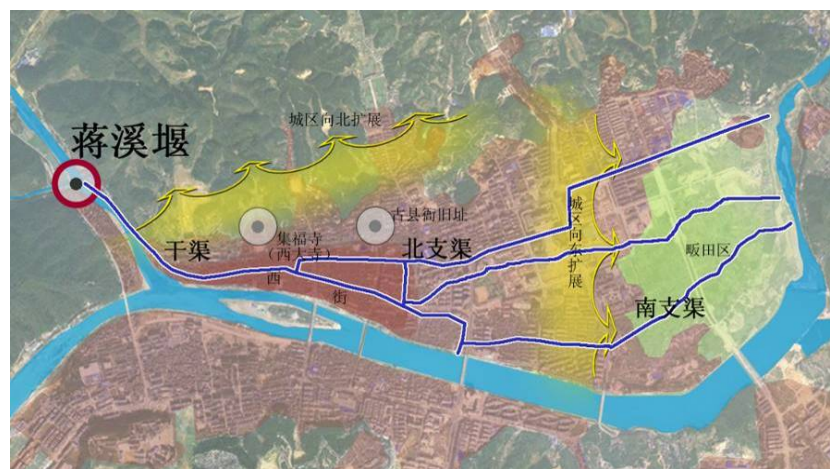 城区向北扩展
蒋溪堰
古县衙旧址
集福寺
（西大寺）
干渠
北支渠
西
街
城区向东扩展
畈田区
南支渠